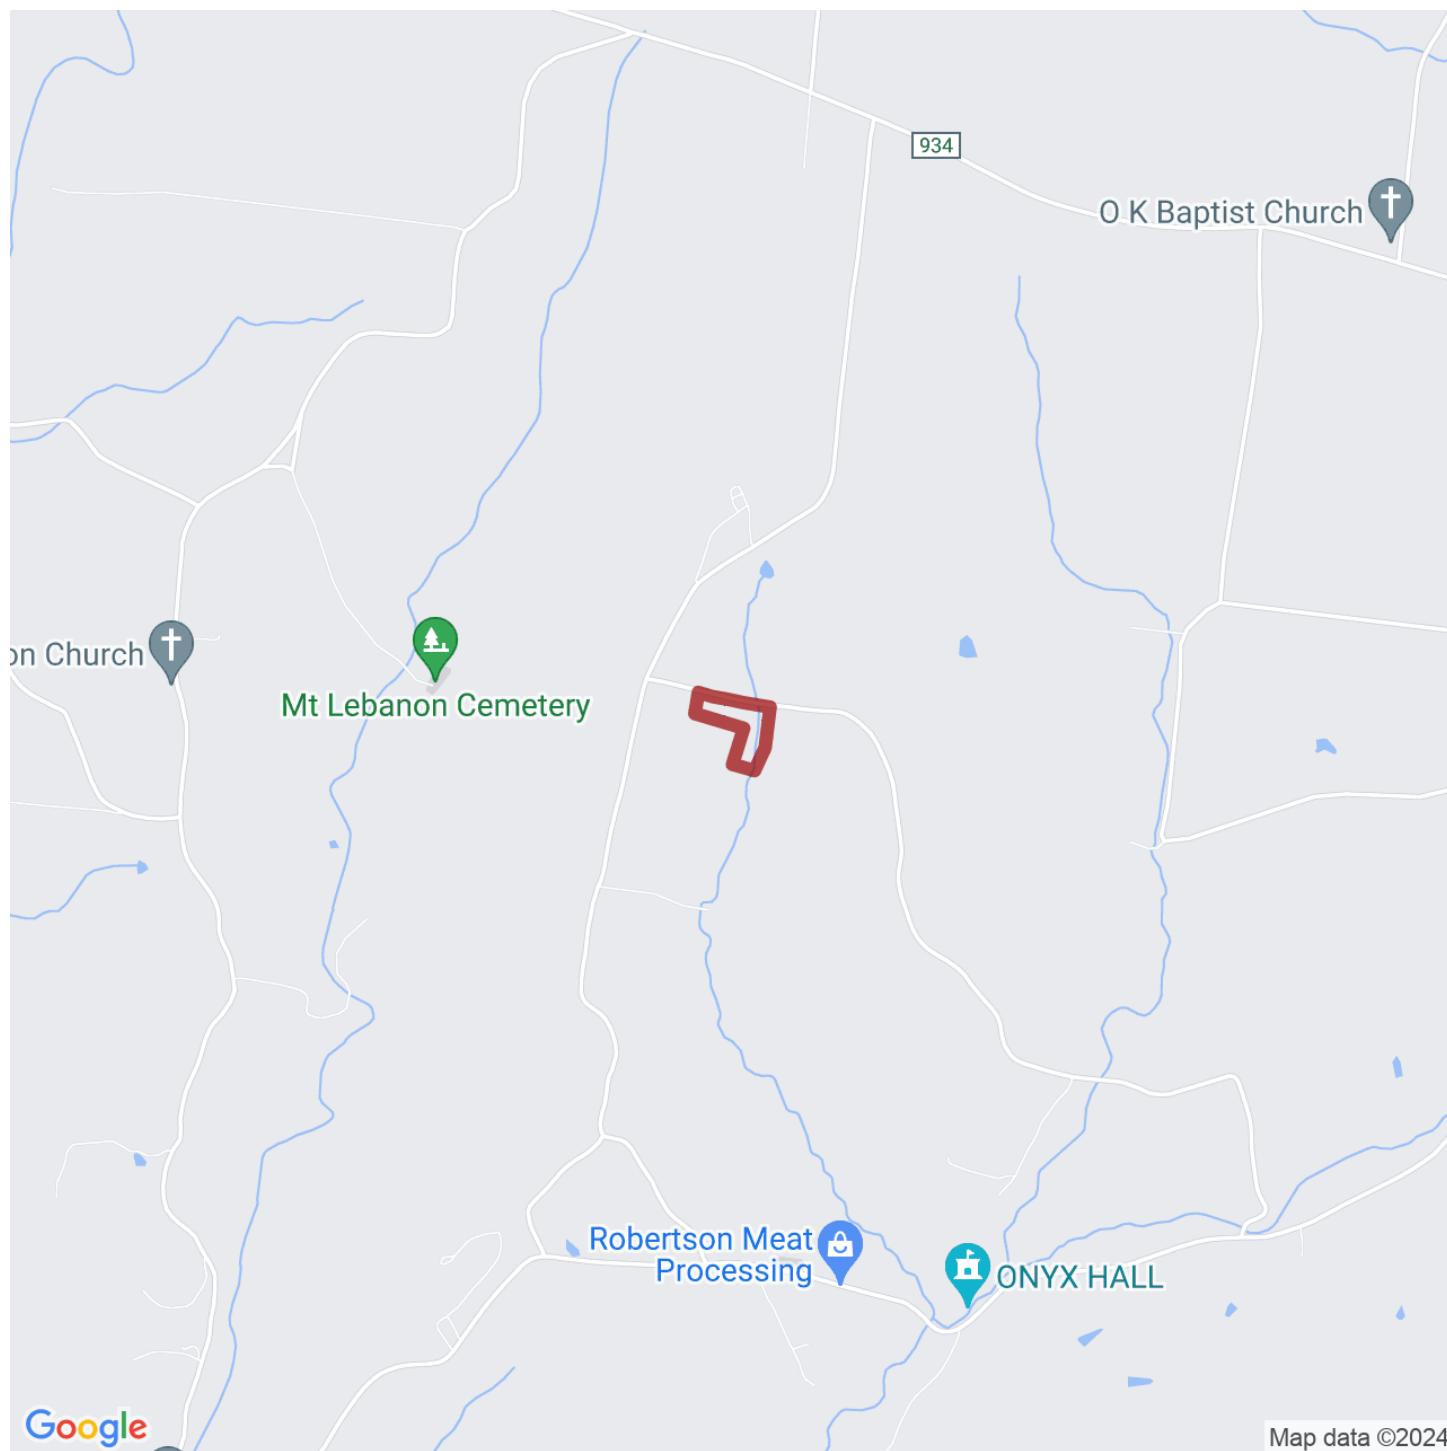 934
O K Baptist Church
on Church
Mt Lebanon Cemetery
Robertson Meat
Processing
ONYX HALL
Google
Map data ©2024